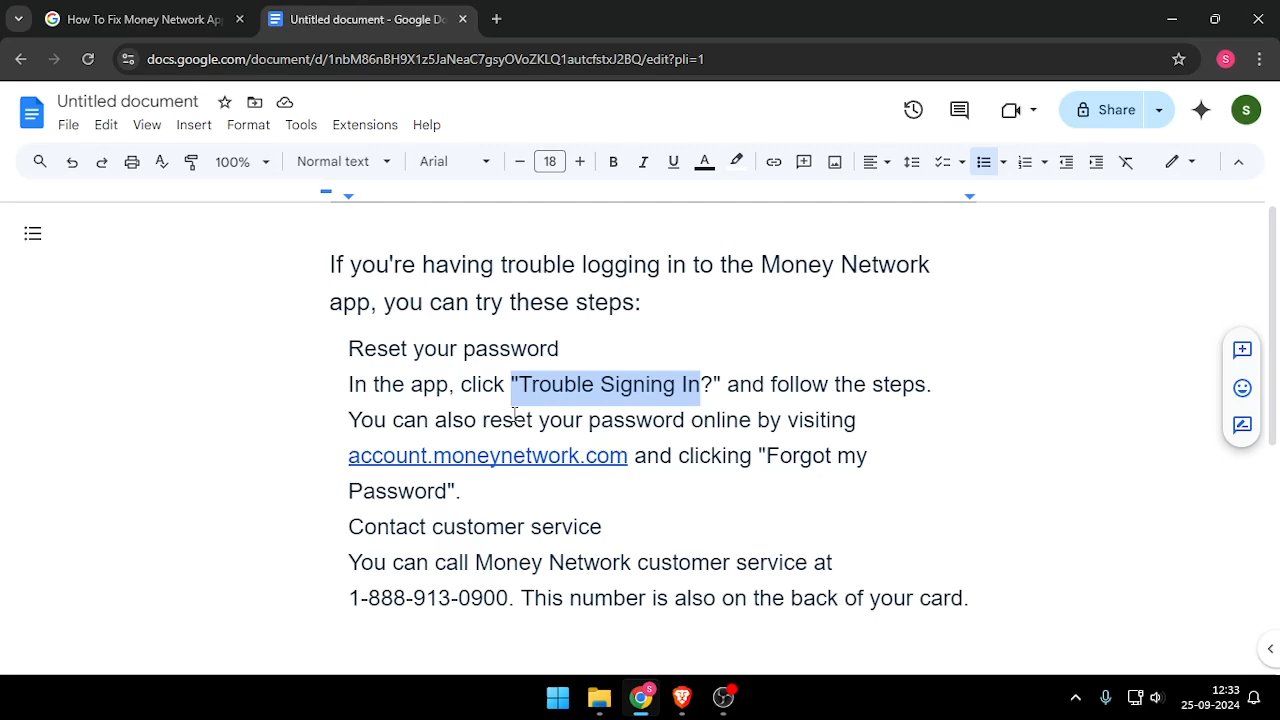 How To Fix Money Network Ap
Untitled document - Google Do
docs.google.com/document/d/1nbM86nBH9X1z5JaNeaC7gsyOVoZKLQ1autcfstxJ2BQ/edit?pli=1
S
Untitled document
Share
S
File Edit View Insert Format Tools Extensions Help
100% Normal text Arial 18 B I U A
If you're having trouble logging in to the Money Network
app, you can try these steps:
Reset your password
In the app, click "Trouble Signing In?" and follow the steps.
You can also reset your password online by visiting
account.moneynetwork.com and clicking "Forgot my
Password".
Contact customer service
You can call Money Network customer service at
1-888-913-0900. This number is also on the back of your card.
S
12:33
25-09-2024